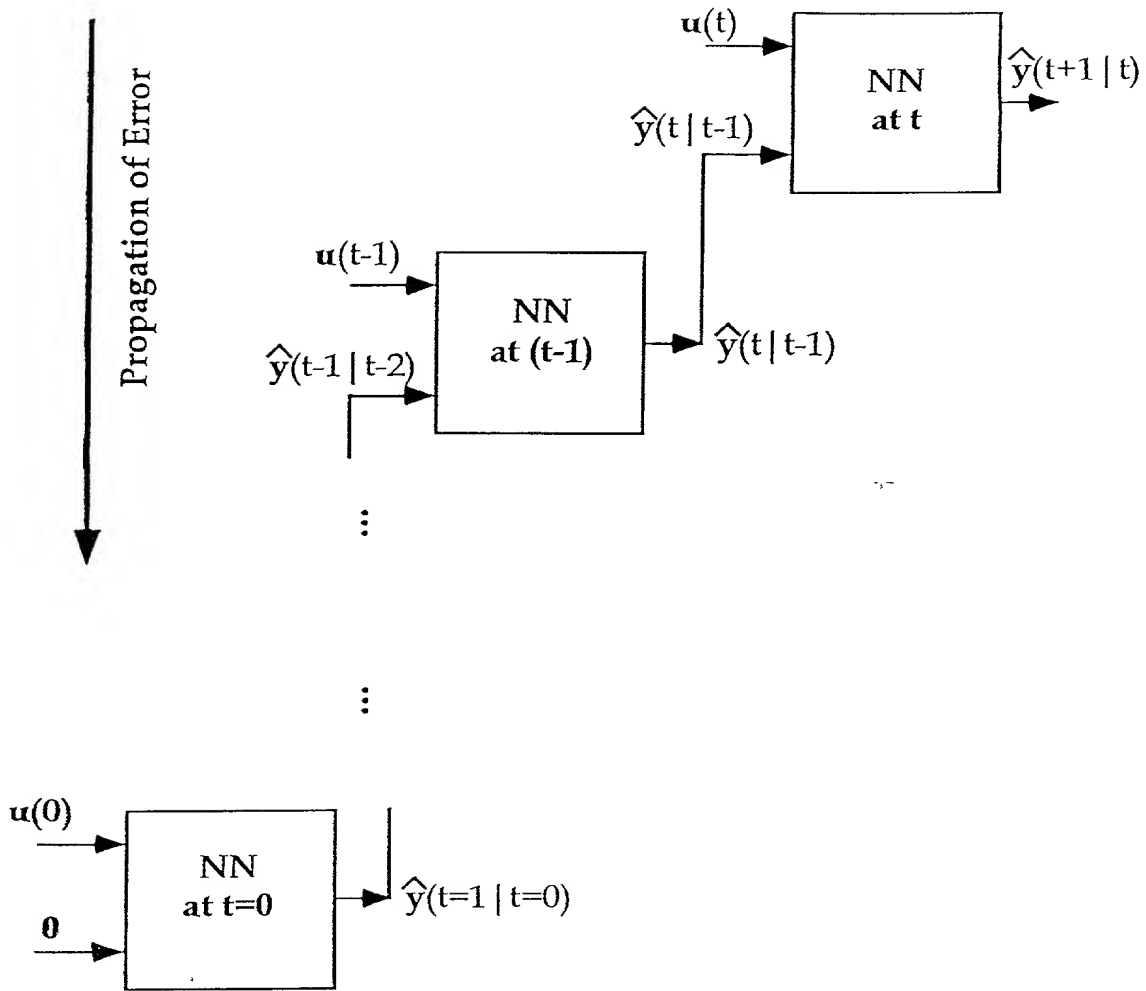 u(t)
NN
at t
ŷ(t+1 | t)
ŷ(t | t-1)
Propagation of Error
u(t-1)
NN
at (t-1)
ŷ(t | t-1)
ŷ(t-1 | t-2)
...
...
u(0)
NN
at t=0
ŷ(t=1 | t=0)
0